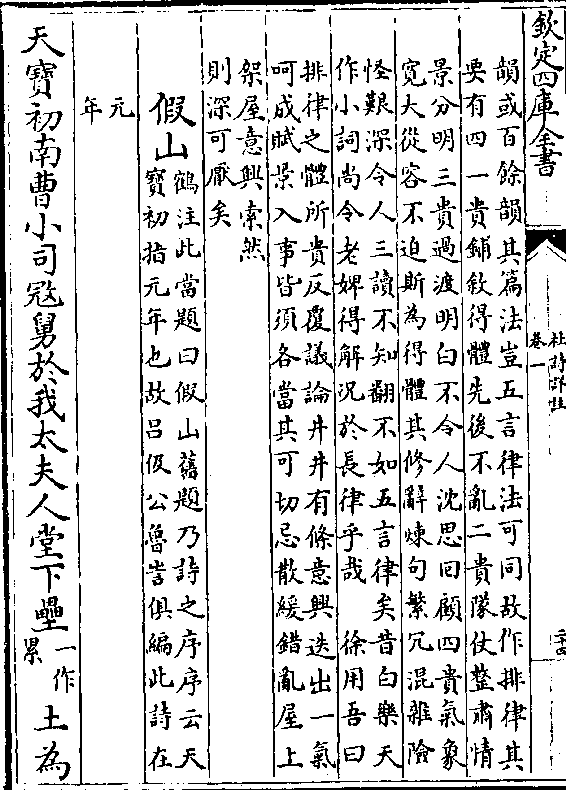 欽定四庫全書
杜詩詳註
卷一
二十四
韻或百餘韻其篇法豈五言律法可同故作排律其
要有四一貴鋪敘得體先後不亂二貴隊仗整肅情
景分明三貴過渡明白不令人沈思回顧四貴氣象
寬大從容不迫斯為得體其修辭煉句繁冗混雜險
怪艱深令人三讀不知翻不如五言律矣昔白樂天
作小詞尚令老婢得解況於長律乎哉　徐用吾曰
排律之體所貴反覆議論井井有條意興迭出一氣
呵成賦景入事皆須各當其可切忌散緩錯亂屋上
架屋意興索然
則深可厭矣
假山
鶴注此當題曰假山舊題乃詩之序序云天
寶初指元年也故呂伋公魯訔俱編此詩在
元
年
天寶初南曹小司寇舅於我太夫人堂下壘一作累土為